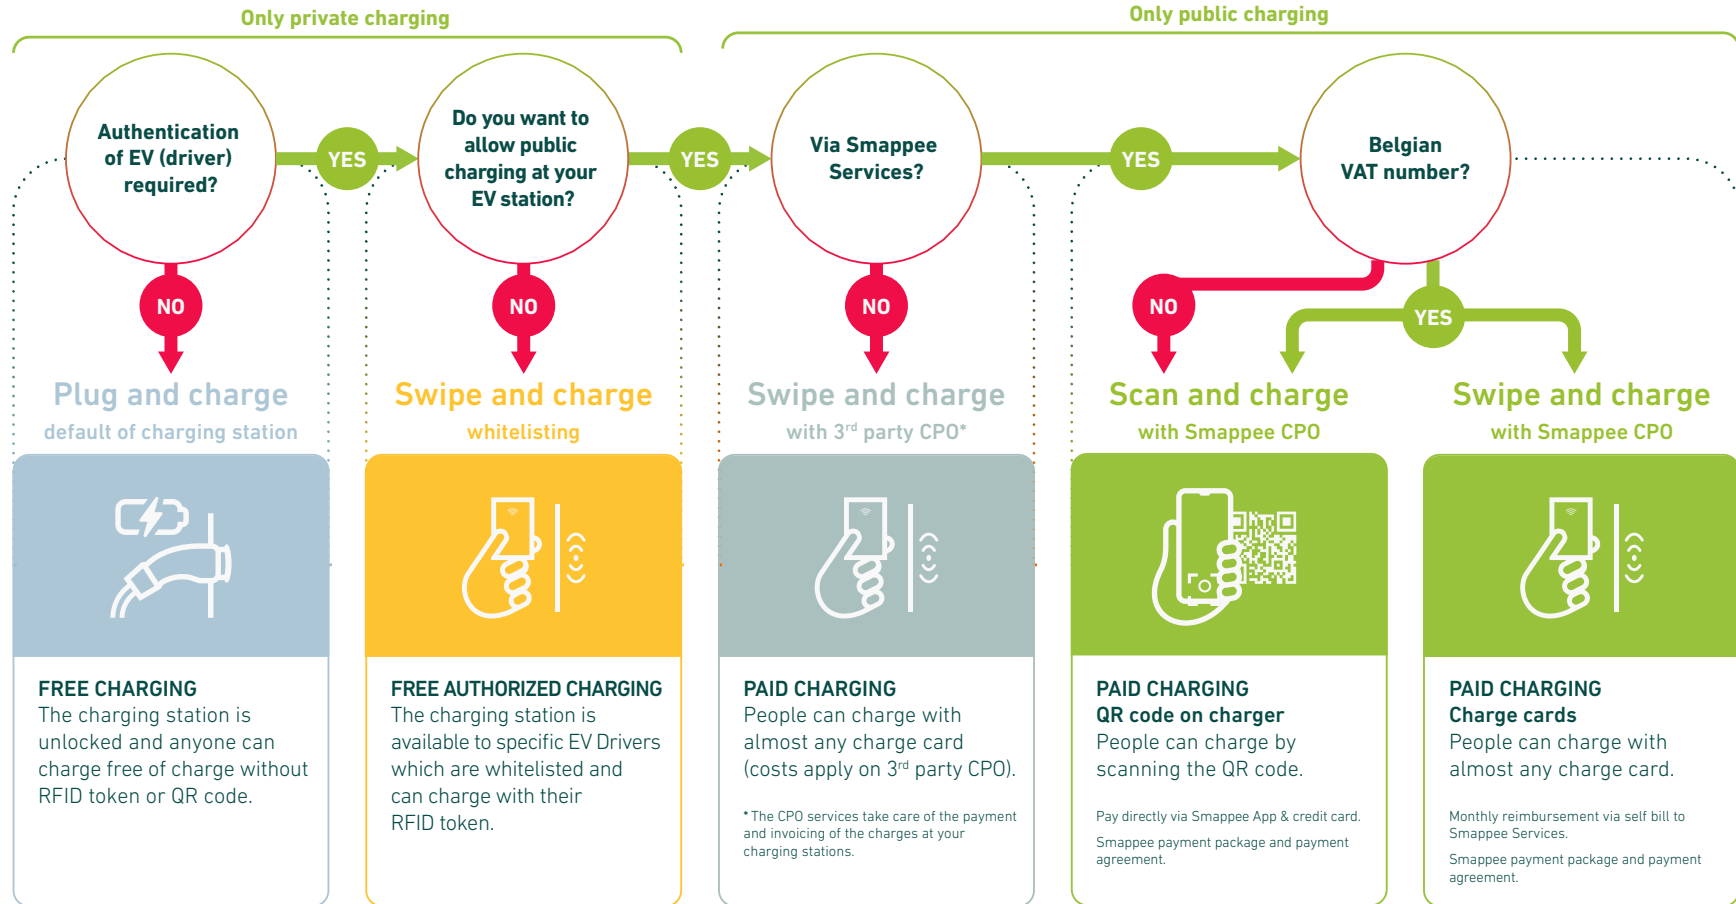 Only private charging
Only public charging
Authentication
of EV (driver)
required?
YES
Do you want to
allow public
charging at your
EV station?
YES
Via Smappee
Services?
YES
Belgian
VAT number?
NO
NO
NO
NO
YES
Plug and charge
default of charging station
Swipe and charge
whitelisting
Swipe and charge
with 3rd party CPO*
Scan and charge
with Smappee CPO
Swipe and charge
with Smappee CPO
FREE CHARGING
The charging station is
unlocked and anyone can
charge free of charge without
RFID token or QR code.
FREE AUTHORIZED CHARGING
The charging station is
available to specific EV Drivers
which are whitelisted and
can charge with their
RFID token.
PAID CHARGING
People can charge with
almost any charge card
(costs apply on 3rd party CPO).
* The CPO services take care of the payment
and invoicing of the charges at your
charging stations.
PAID CHARGING
QR code on charger
People can charge by
scanning the QR code.
Pay directly via Smappee App & credit card.
Smappee payment package and payment
agreement.
PAID CHARGING
Charge cards
People can charge with
almost any charge card.
Monthly reimbursement via self bill to
Smappee Services.
Smappee payment package and payment
agreement.